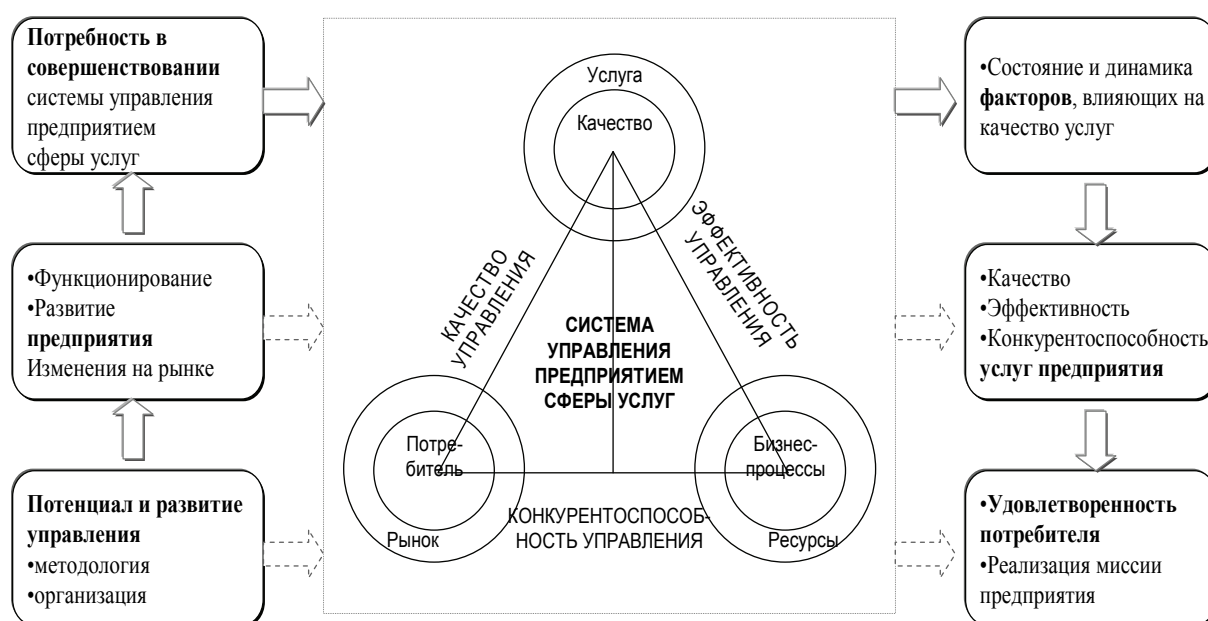 Потребность в
совершенствовании
системы управления
предприятием
сферы услуг
•Функционирование
•Развитие
предприятия
Изменения на рынке
Потенциал и развитие
управления
•методология
•организация
Услуга
Качество
КАЧЕСТВО
УПРАВЛЕНИЯ
ЭФФЕКТИВНОСТЬ
УПРАВЛЕНИЯ
СИСТЕМА
УПРАВЛЕНИЯ
ПРЕДПРИЯТИЕМ
СФЕРЫ УСЛУГ
Потре-
битель
Рынок
Бизнес-
процессы
Ресурсы
КОНКУРЕНТОСПОСОБ-
НОСТЬ УПРАВЛЕНИЯ
•Состояние и динамика
факторов, влияющих на
качество услуг
•Качество
•Эффективность
•Конкурентоспособность
услуг предприятия
•Удовлетворенность
потребителя
•Реализация миссии
предприятия